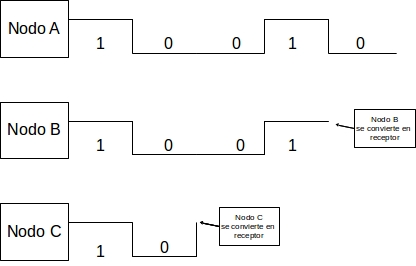 Nodo A
1 0 0 1 0
Nodo B
1 0 0 1
Nodo B
se convierte en
receptor
Nodo C
1 0
Nodo C
se convierte en
receptor